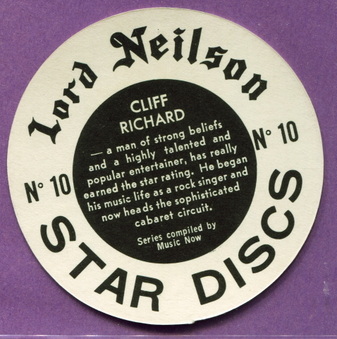 Lord Neilson
CLIFF
RICHARD
— a man of strong beliefs
and a highly talented and
popular entertainer, has really
earned the star rating. He began
his music life as a rock singer and
now heads the sophisticated
cabaret circuit.
Series compiled by
Music Now
Nº 10
Nº 10
STAR DISCS